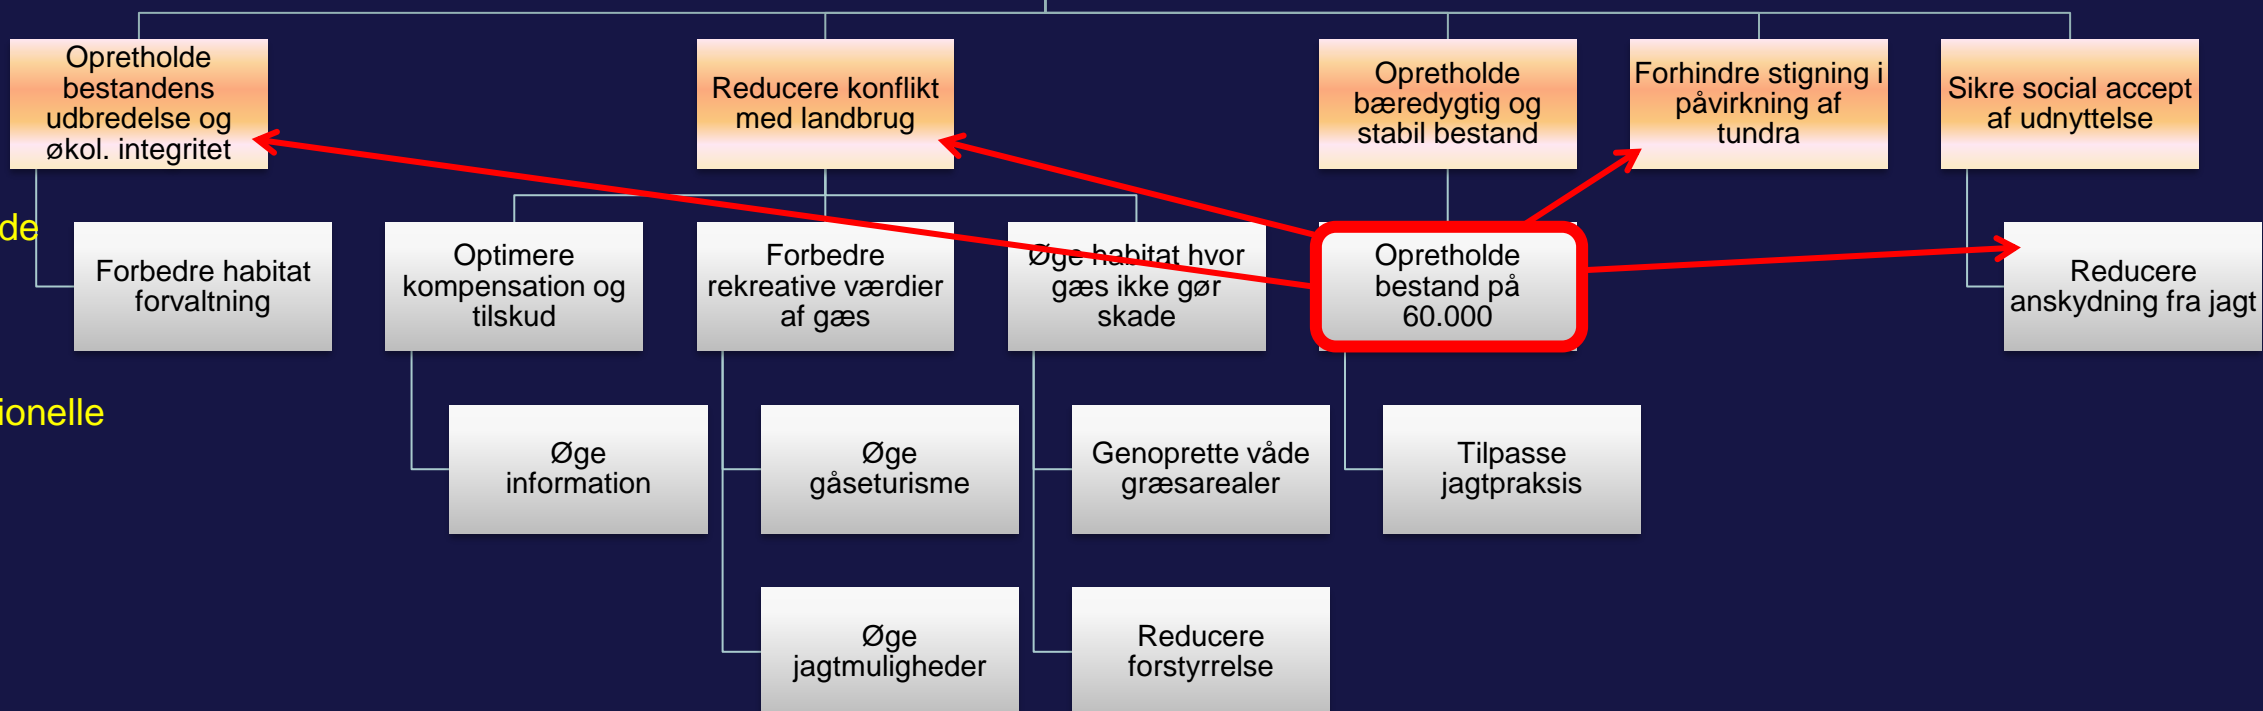 Opretholde
bestandens
udbredelse og
økol. integritet
Reducere konflikt
med landbrug
Opretholde
bæredygtig og
stabil bestand
Forhindre stigning i
påvirkning af
tundra
Sikre social accept
af udnyttelse
de
Forbedre habitat
forvaltning
Optimere
kompensation og
tilskud
Forbedre
rekreative værdier
af gæs
Øge habitat hvor
gæs ikke gør
skade
Opretholde
bestand på
60.000
Reducere
anskydning fra jagt
ionelle
Øge
information
Øge
gåseturisme
Genoprette våde
græsarealer
Tilpasse
jagtpraksis
Øge
jagtmuligheder
Reducere
forstyrrelse